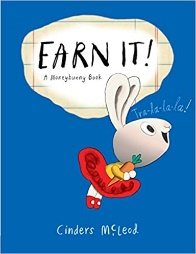 EARN IT!
A Moneybunny Book
Tra-la-la-la!
Cinders McLeod